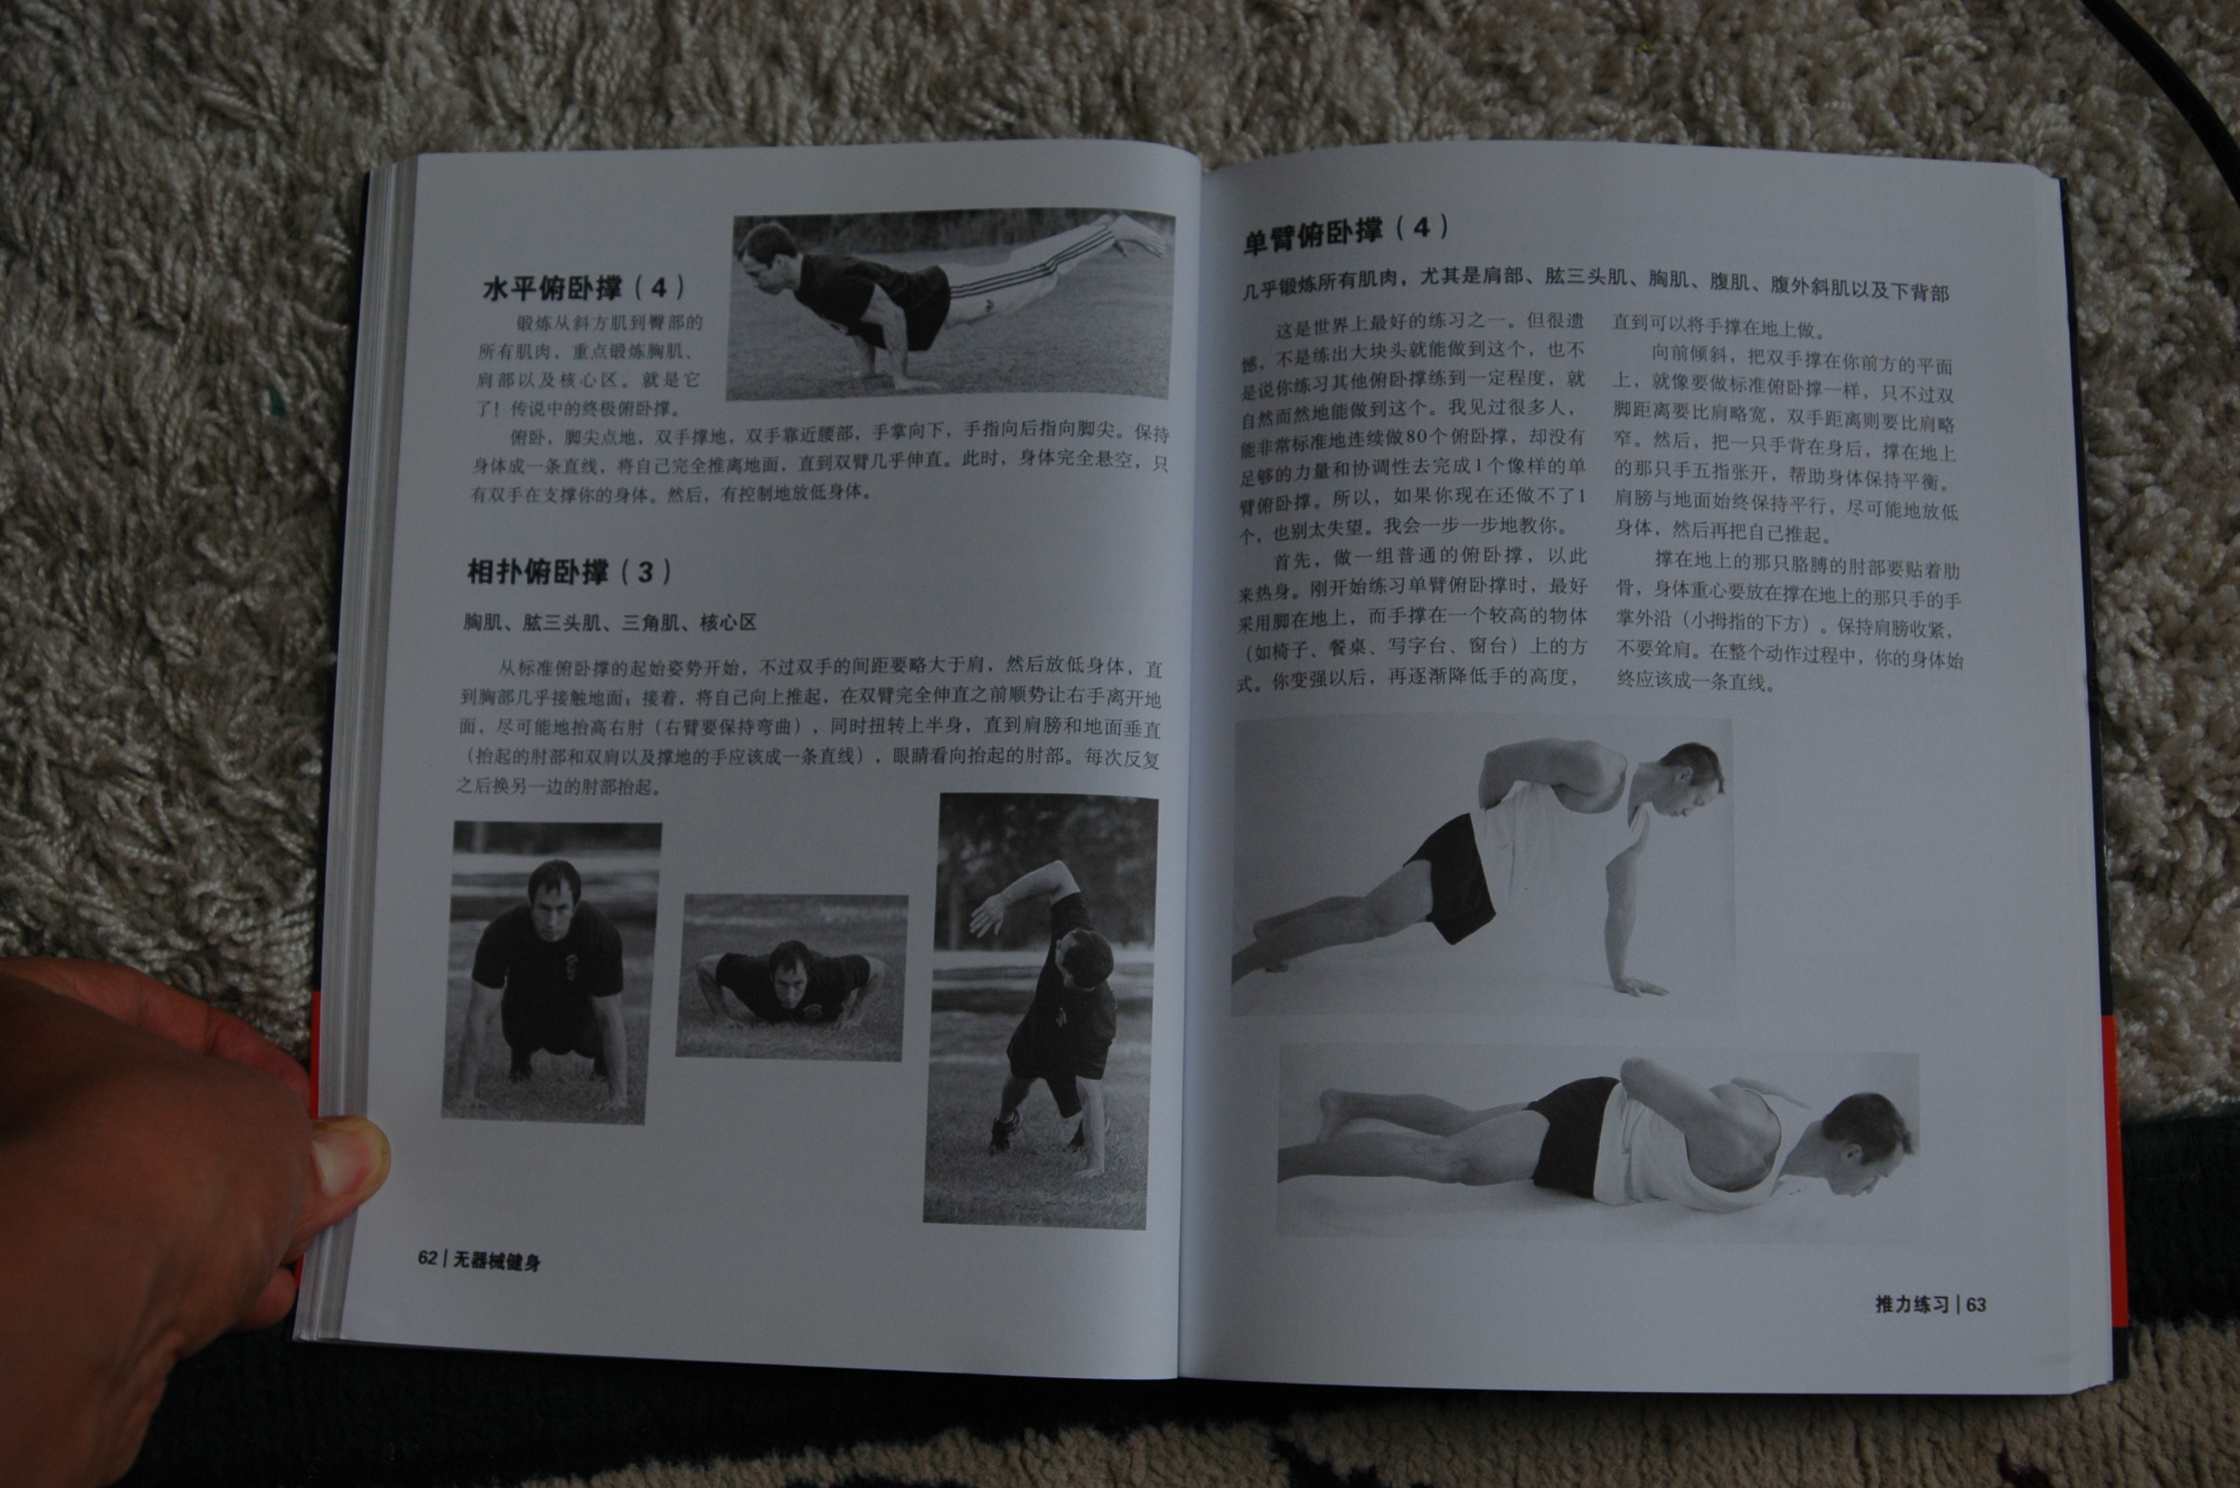 水平俯卧撑（4）
锻炼从斜方肌到臀部的
所有肌肉，重点锻炼胸肌、
肩部以及核心区。就是它
了！传说中的终极俯卧撑。
俯卧，脚尖点地，双手撑地，双手靠近腰部，手掌向下，手指向后指向脚尖。保持
身体成一条直线，将自己完全推离地面，直到双臂几乎伸直。此时，身体完全悬空，只
有双手在支撑你的身体。然后，有控制地放低身体。
相扑俯卧撑（3）
胸肌、肱三头肌、三角肌、核心区
从标准俯卧撑的起始姿势开始，不过双手的间距要略大于肩，然后放低身体，直
到胸部几乎接触地面；接着，将自己向上推起，在双臂完全伸直之前顺势让右手离开地
面，尽可能地抬高右肘（右臂要保持弯曲），同时扭转上半身，直到肩膀和地面垂直
（抬起的肘部和双肩以及撑地的手应该成一条直线），眼睛看向抬起的肘部。每次反复
之后换另一边的肘部抬起。
62 | 无器械健身
单臂俯卧撑（4）
几乎锻炼所有肌肉，尤其是肩部、肱三头肌、胸肌、腹肌、腹外斜肌以及下背部
这是世界上最好的练习之一。但很遗
憾，不是练出大块头就能做到这个，也不
是说你练习其他俯卧撑练到一定程度，就
自然而然地能做到这个。我见过很多人，
能非常标准地连续做80个俯卧撑，却没有
足够的力量和协调性去完成1个像样的单
臂俯卧撑。所以，如果你现在还做不了1
个，也别太失望。我会一步一步地教你。
首先，做一组普通的俯卧撑，以此
来热身。刚开始练习单臂俯卧撑时，最好
采用脚在地上，而手撑在一个较高的物体
（如椅子、餐桌、写字台、窗台）上的方
式。你变强以后，再逐渐降低手的高度，
直到可以将手撑在地上做。
向前倾斜，把双手撑在你前方的平面
上，就像要做标准俯卧撑一样，只不过双
脚距离要比肩略宽，双手距离则要比肩略
窄。然后，把一只手背在身后，撑在地上
的那只手五指张开，帮助身体保持平衡。
肩膀与地面始终保持平行，尽可能地放低
身体，然后再把自己推起。
撑在地上的那只胳膊的肘部要贴着肋
骨，身体重心要放在撑在地上的那只手的手
掌外沿（小拇指的下方）。保持肩膀收紧，
不要耸肩。在整个动作过程中，你的身体始
终应该成一条直线。
推力练习 | 63